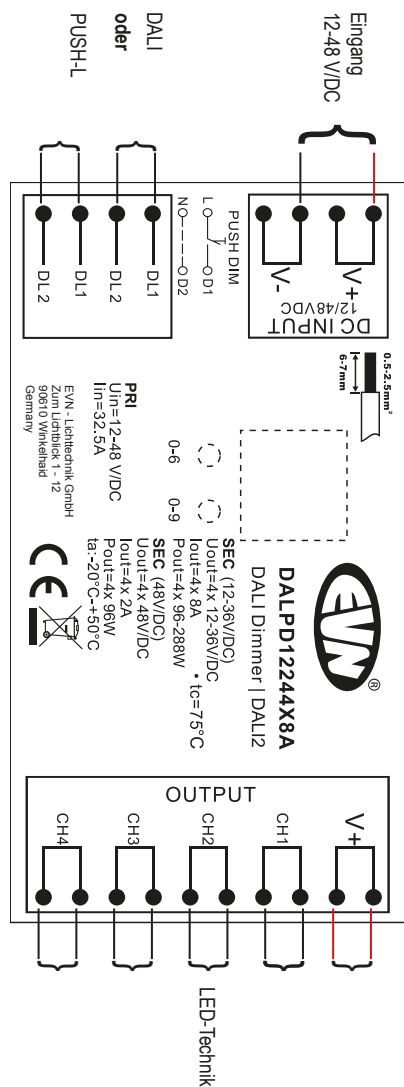 Eingang
12-48 V/DC
DALI
oder
PUSH-L
DC INPUT
12/48VDC
V+
V-
PUSH DIM
L
D1
N
D2
DL1
DL2
DL1
DL2
0.5-2.5mm²
6-7mm
0-6
0-9
PRI
Uin=12-48 V/DC
Iin=32.5A
EVN - Lichttechnik GmbH
Zum Lichtblick 1 - 12
90610 Winkelhaid
Germany
EVN®
DALPD12244X8A
DALI Dimmer | DALI2
SEC (12-36V/DC)
Uout=4x 12-36V/DC
Iout=4x 8A
• tc=75°C
Pout=4x 96-288W
SEC (48V/DC)
Uout=4x 48V/DC
Iout=4x 2A
Pout=4x 96W
ta:-20°C-+50°C
CE
OUTPUT
V+
CH1
CH2
CH3
CH4
LED-Technik